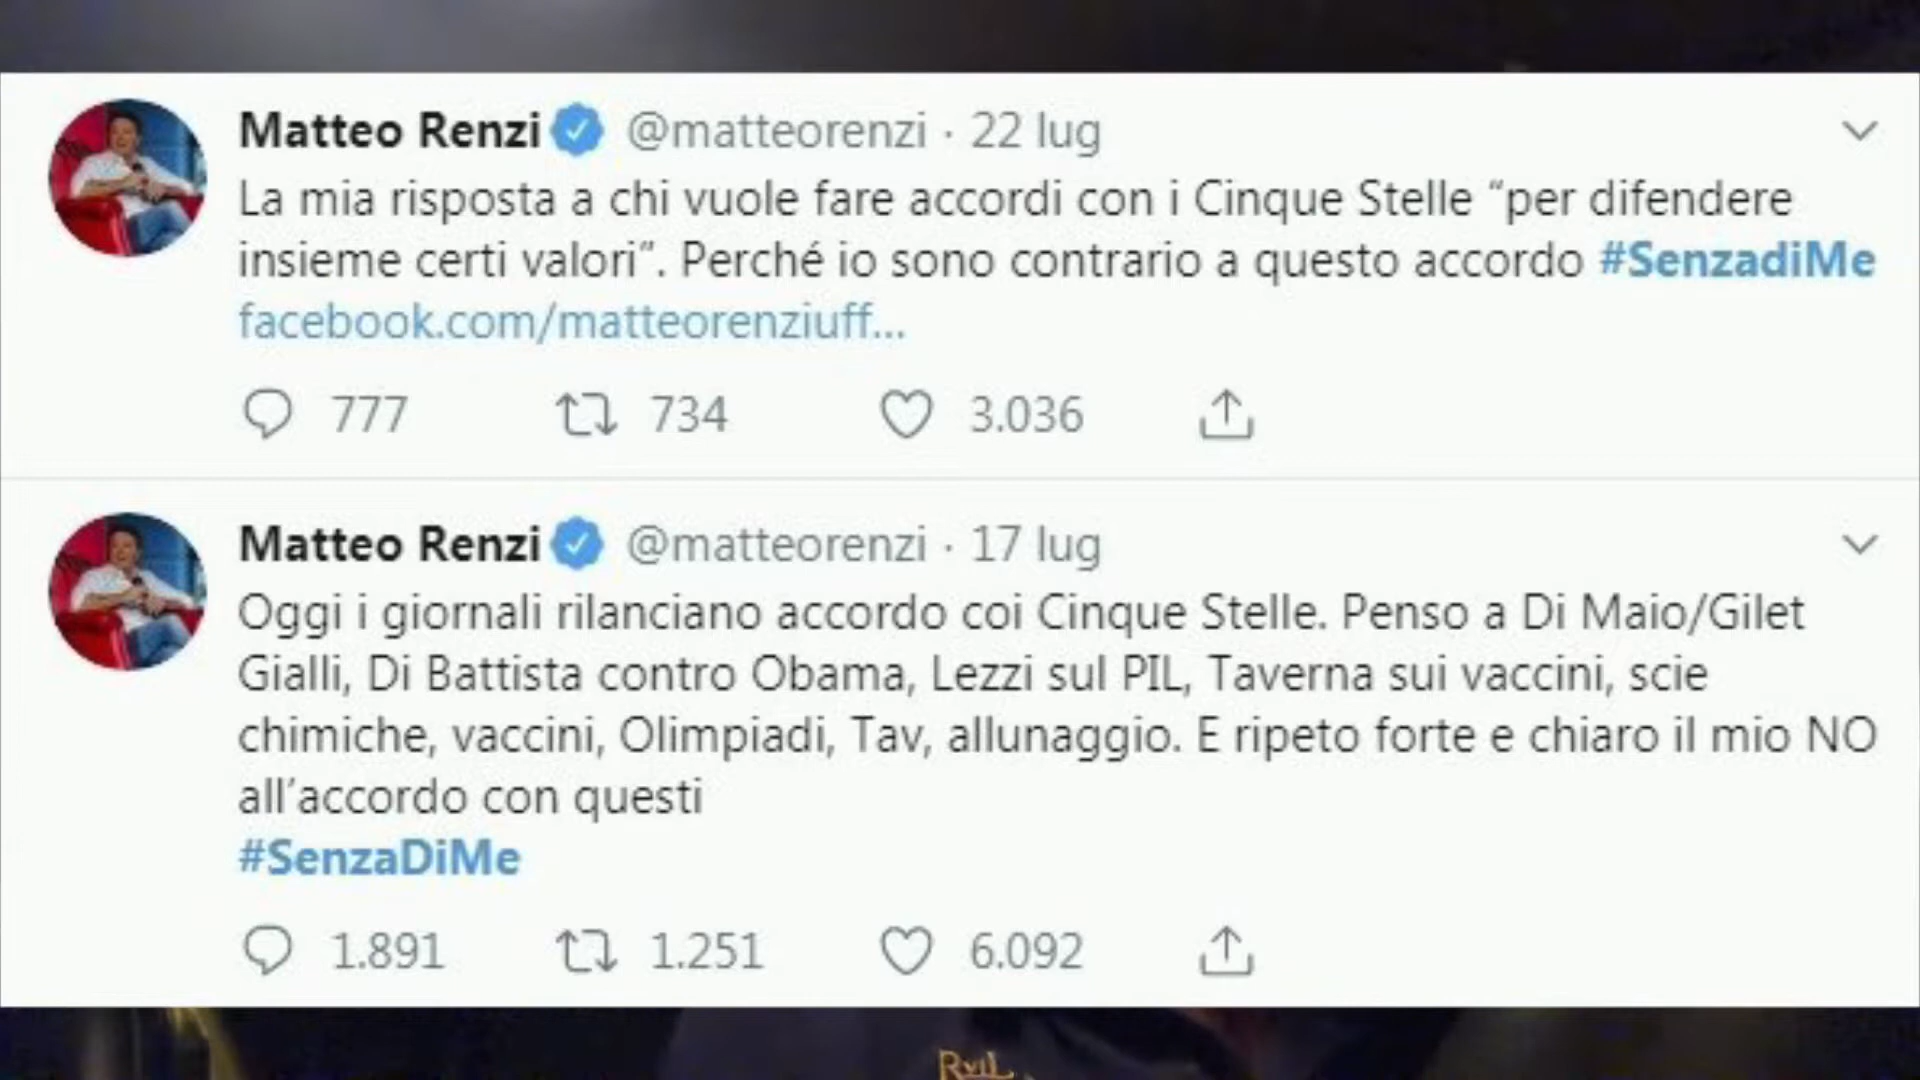 Matteo Renzi @matteorenzi · 22 lug
La mia risposta a chi vuole fare accordi con i Cinque Stelle “per difendere
insieme certi valori”. Perché io sono contrario a questo accordo #SenzadiMe
facebook.com/matteorenziuff...
777 734 3.036
Matteo Renzi @matteorenzi · 17 lug
Oggi i giornali rilanciano accordo coi Cinque Stelle. Penso a Di Maio/Gilet
Gialli, Di Battista contro Obama, Lezzi sul PIL, Taverna sui vaccini, scie
chimiche, vaccini, Olimpiadi, Tav, allunaggio. E ripeto forte e chiaro il mio NO
all’accordo con questi
#SenzaDiMe
1.891 1.251 6.092